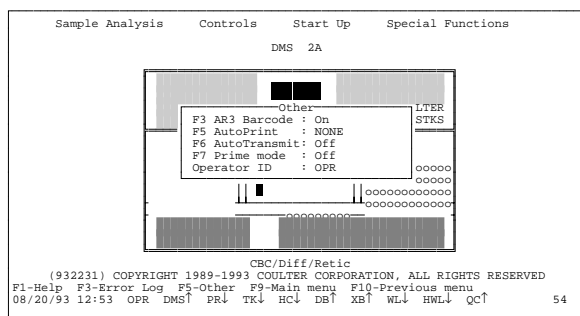 Sample Analysis Controls Start Up Special Functions
DMS 2A
Other
LTER
F3 AR3 Barcode : On
STKS
F5 AutoPrint : NONE
F6 AutoTransmit: Off
F7 Prime mode : Off
Operator ID : OPR
CBC/Diff/Retic
(932231) COPYRIGHT 1989-1993 COULTER CORPORATION, ALL RIGHTS RESERVED
F1-Help F3-Error Log F5-Other F9-Main menu F10-Previous menu
08/20/93 12:53 OPR DMS↑ PR↓ TK↓ HC↓ DB↑ XB↑ WL↓ HWL↓ QC↑ 54